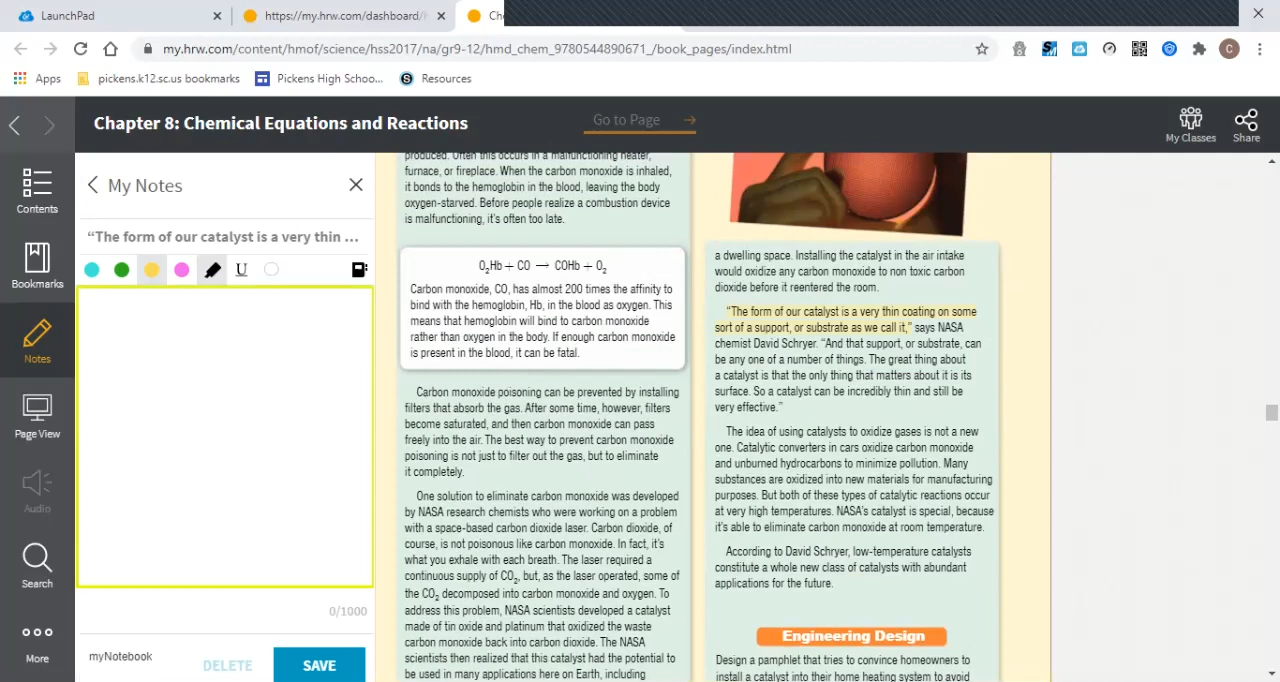 LaunchPad
https://my.hrw.com/dashboard/
my.hrw.com/content/hmof/science/hss2017/na/gr9-12/hmd_chem_9780544890671_/book_pages/index.html
C
Apps
pickens.k12.sc.us bookmarks
Pickens High Schoo...
Resources
Chapter 8: Chemical Equations and Reactions
Go to Page
My Classes
Share
Contents
Bookmarks
Notes
Page View
Audio
Search
More
My Notes
“The form of our catalyst is a very thin ...
U
0/1000
myNotebook
DELETE
SAVE
produced. Often this occurs in a malfunctioning heater,
furnace, or fireplace. When the carbon monoxide is inhaled,
it bonds to the hemoglobin in the blood, leaving the body
oxygen-starved. Before people realize a combustion device
is malfunctioning, it’s often too late.
O₂Hb + CO → COHb + O₂
Carbon monoxide, CO, has almost 200 times the affinity to
bind with the hemoglobin, Hb, in the blood as oxygen. This
means that hemoglobin will bind to carbon monoxide
rather than oxygen in the body. If enough carbon monoxide
is present in the blood, it can be fatal.
Carbon monoxide poisoning can be prevented by installing
filters that absorb the gas. After some time, however, filters
become saturated, and then carbon monoxide can pass
freely into the air. The best way to prevent carbon monoxide
poisoning is not just to filter out the gas, but to eliminate
it completely.
One solution to eliminate carbon monoxide was developed
by NASA research chemists who were working on a problem
with a space-based carbon dioxide laser. Carbon dioxide, of
course, is not poisonous like carbon monoxide. In fact, it’s
what you exhale with each breath. The laser required a
continuous supply of CO₂, but, as the laser operated, some of
the CO₂ decomposed into carbon monoxide and oxygen. To
address this problem, NASA scientists developed a catalyst
made of tin oxide and platinum that oxidized the waste
carbon monoxide back into carbon dioxide. The NASA
scientists then realized that this catalyst had the potential to
be used in many applications here on Earth, including
a dwelling space. Installing the catalyst in the air intake
would oxidize any carbon monoxide to non toxic carbon
dioxide before it reentered the room.
“The form of our catalyst is a very thin coating on some
sort of a support, or substrate as we call it,” says NASA
chemist David Schryer. “And that support, or substrate, can
be any one of a number of things. The great thing about
a catalyst is that the only thing that matters about it is its
surface. So a catalyst can be incredibly thin and still be
very effective.”
The idea of using catalysts to oxidize gases is not a new
one. Catalytic converters in cars oxidize carbon monoxide
and unburned hydrocarbons to minimize pollution. Many
substances are oxidized into new materials for manufacturing
purposes. But both of these types of catalytic reactions occur
at very high temperatures. NASA’s catalyst is special, because
it’s able to eliminate carbon monoxide at room temperature.
According to David Schryer, low-temperature catalysts
constitute a whole new class of catalysts with abundant
applications for the future.
Engineering Design
Design a pamphlet that tries to convince homeowners to
install a catalyst into their home heating system to avoid